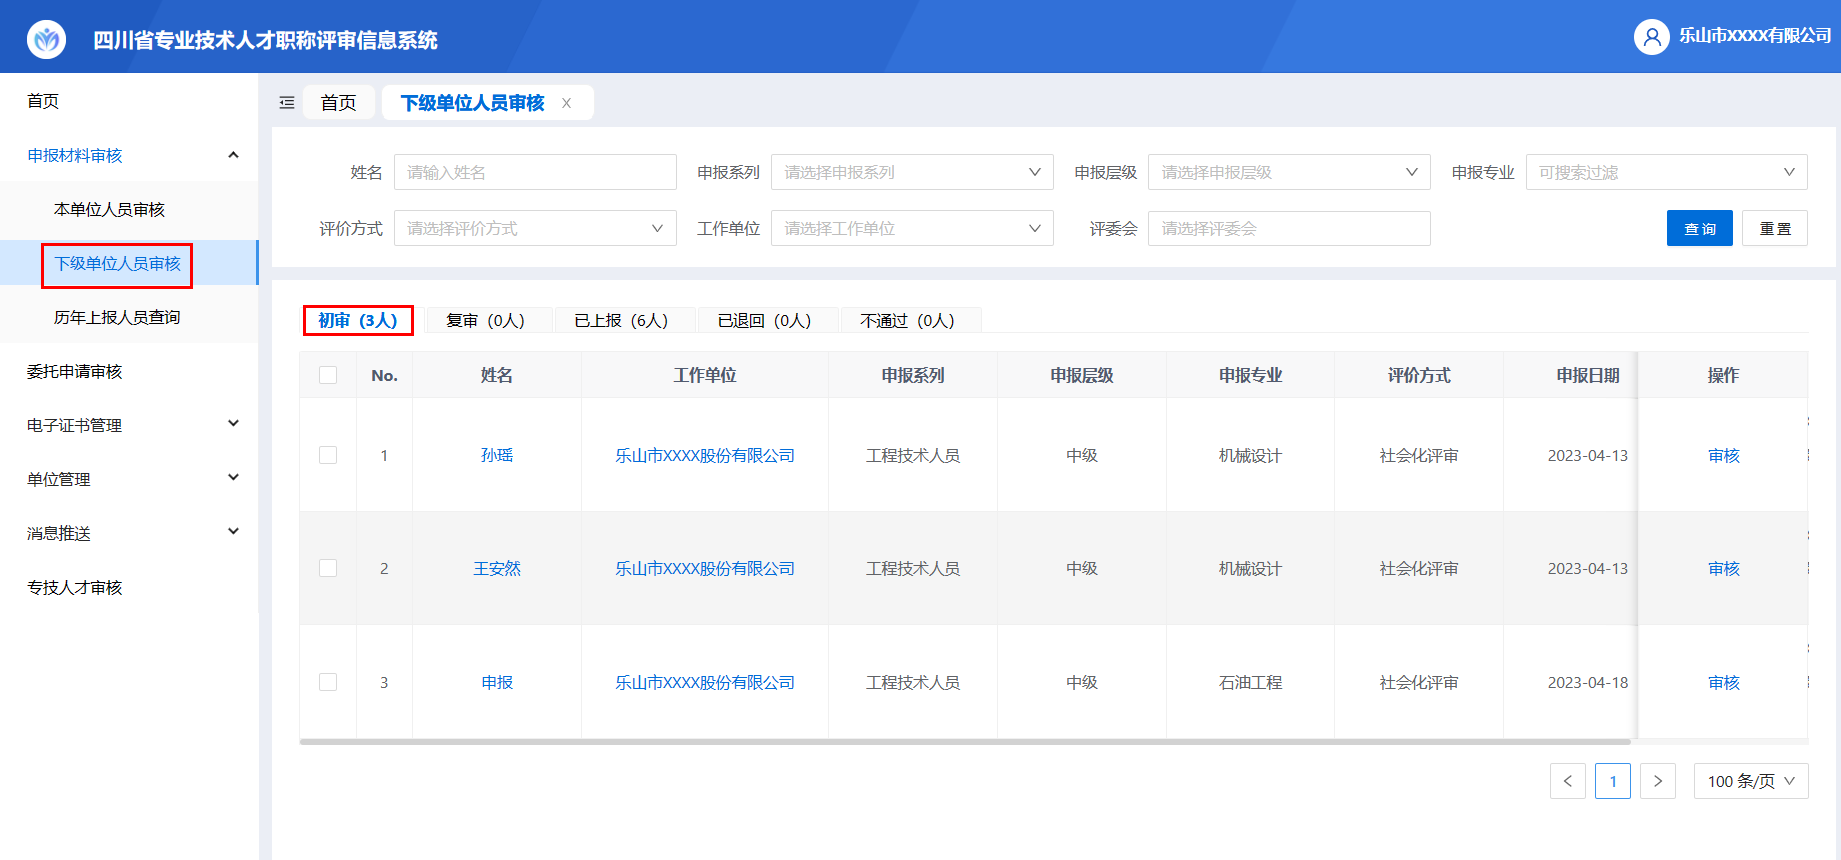 四川省专业技术人才职称评审信息系统
乐山市XXXX有限公司
首页
申报材料审核
本单位人员审核
下级单位人员审核
历年上报人员查询
委托申请审核
电子证书管理
单位管理
消息推送
专技人才审核
首页 下级单位人员审核
姓名 请输入姓名 申报系列 请选择申报系列 申报层级 请选择申报层级 申报专业 可搜索过滤
评价方式 请选择评价方式 工作单位 请选择工作单位 评委会 请选择评委会 查询 重置
初审（3人） 复审（0人） 已上报（6人） 已退回（0人） 不通过（0人）
No. 姓名 工作单位 申报系列 申报层级 申报专业 评价方式 申报日期 操作
1 孙瑶 乐山市XXXX股份有限公司 工程技术人员 中级 机械设计 社会化评审 2023-04-13 审核
2 王安然 乐山市XXXX股份有限公司 工程技术人员 中级 机械设计 社会化评审 2023-04-13 审核
3 申报 乐山市XXXX股份有限公司 工程技术人员 中级 石油工程 社会化评审 2023-04-18 审核
1 100 条/页